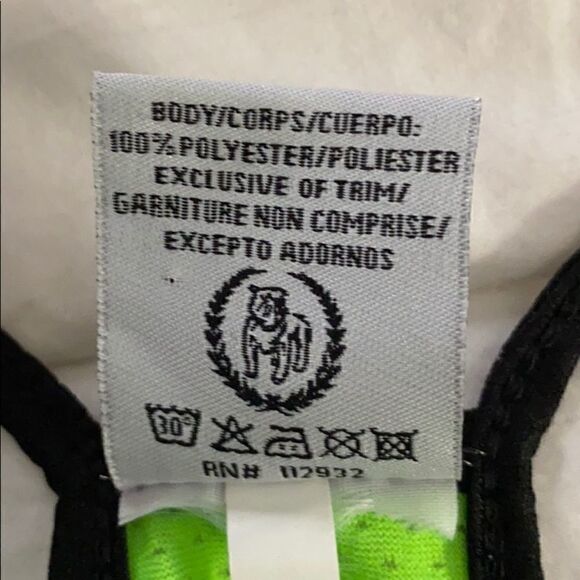 BODY/CORPS/CUERPO:
100% POLYESTER/POLIESTER
EXCLUSIVE OF TRIM/
GARNITURE NON COMPRISE/
EXCEPTO ADORNOS
30°
RN# 112932